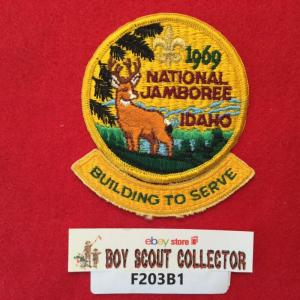 1969
NATIONAL
JAMBOREE
IDAHO
BUILDING TO SERVE
ebay store
BOY SCOUT COLLECTOR
F203B1